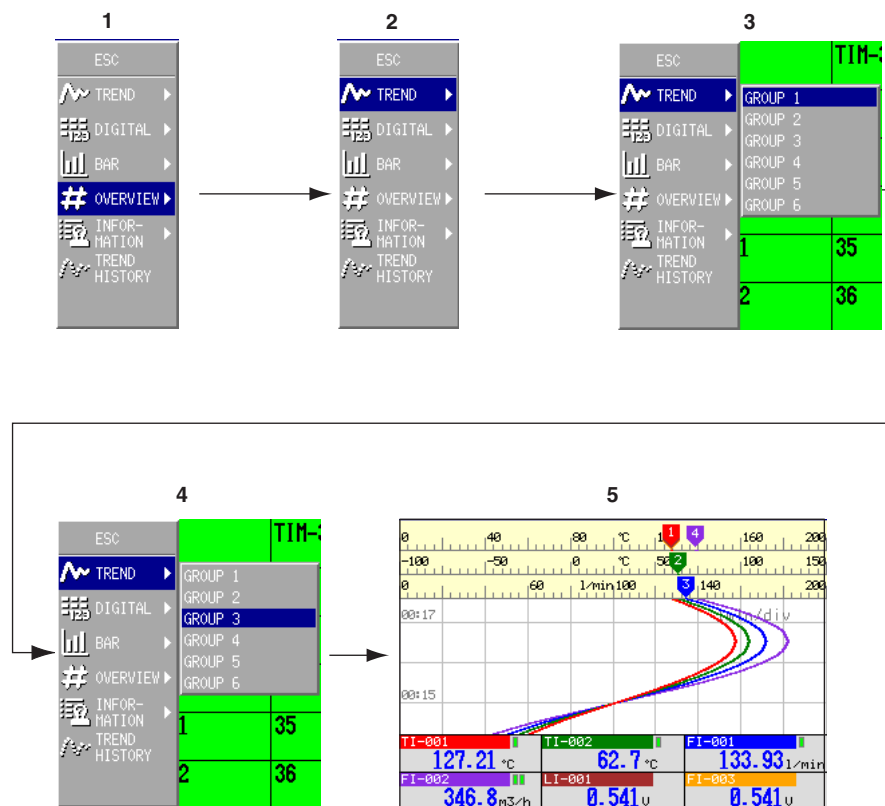 1
ESC
TREND
DIGITAL
BAR
OVERVIEW
INFOR-
MATION
TREND
HISTORY
2
ESC
TREND
DIGITAL
BAR
OVERVIEW
INFOR-
MATION
TREND
HISTORY
3
ESC
TREND
DIGITAL
BAR
OVERVIEW
INFOR-
MATION
TREND
HISTORY
GROUP 1
GROUP 2
GROUP 3
GROUP 4
GROUP 5
GROUP 6
TIM-
1 35
2 36
4
ESC
TREND
DIGITAL
BAR
OVERVIEW
INFOR-
MATION
TREND
HISTORY
GROUP 1
GROUP 2
GROUP 3
GROUP 4
GROUP 5
GROUP 6
TIM-
1 35
2 36
5
0 40 80 °C 1 4 160 200
-100 -50 0 °C 50 2 100 150
0 60 l/min 100 3 140 200
00:17 /div
00:15
TI-001 TI-002 FI-001
127.21 °C 62.7 °C 133.93 l/min
FI-002 LI-001 FI-003
346.8 m3/h 0.541 V 0.541 V